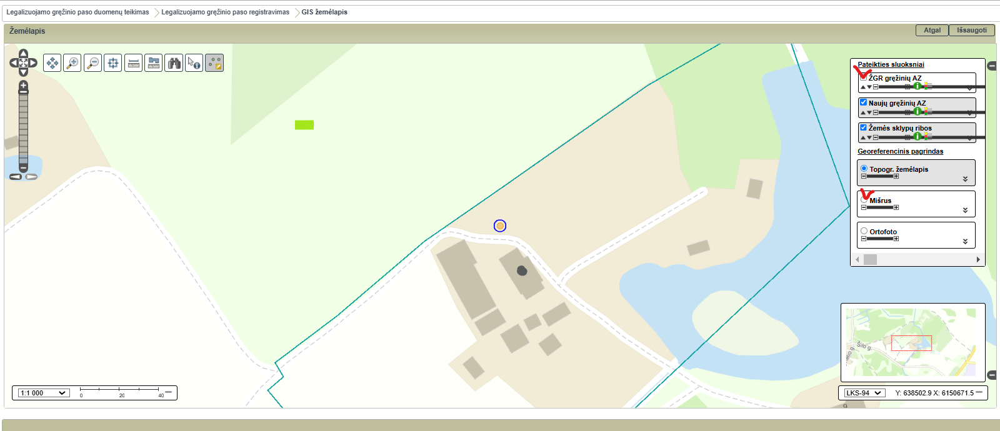 Legalizuojamo gręžinio paso duomenų teikimas
Legalizuojamo gręžinio paso registravimas
GIS žemėlapis
Žemėlapis
Atgal
Išsaugoti
Pateikties sluoksniai
ŽGR gręžinių AZ
Naujų gręžinių AZ
Žemės sklypų ribos
Georeferencinis pagrindas
Topogr. žemėlapis
Mišrus
Ortofoto
Šilo g.
1:1 000
0 20 40
LKS-94
Y: 638502.9 X: 6150671.5